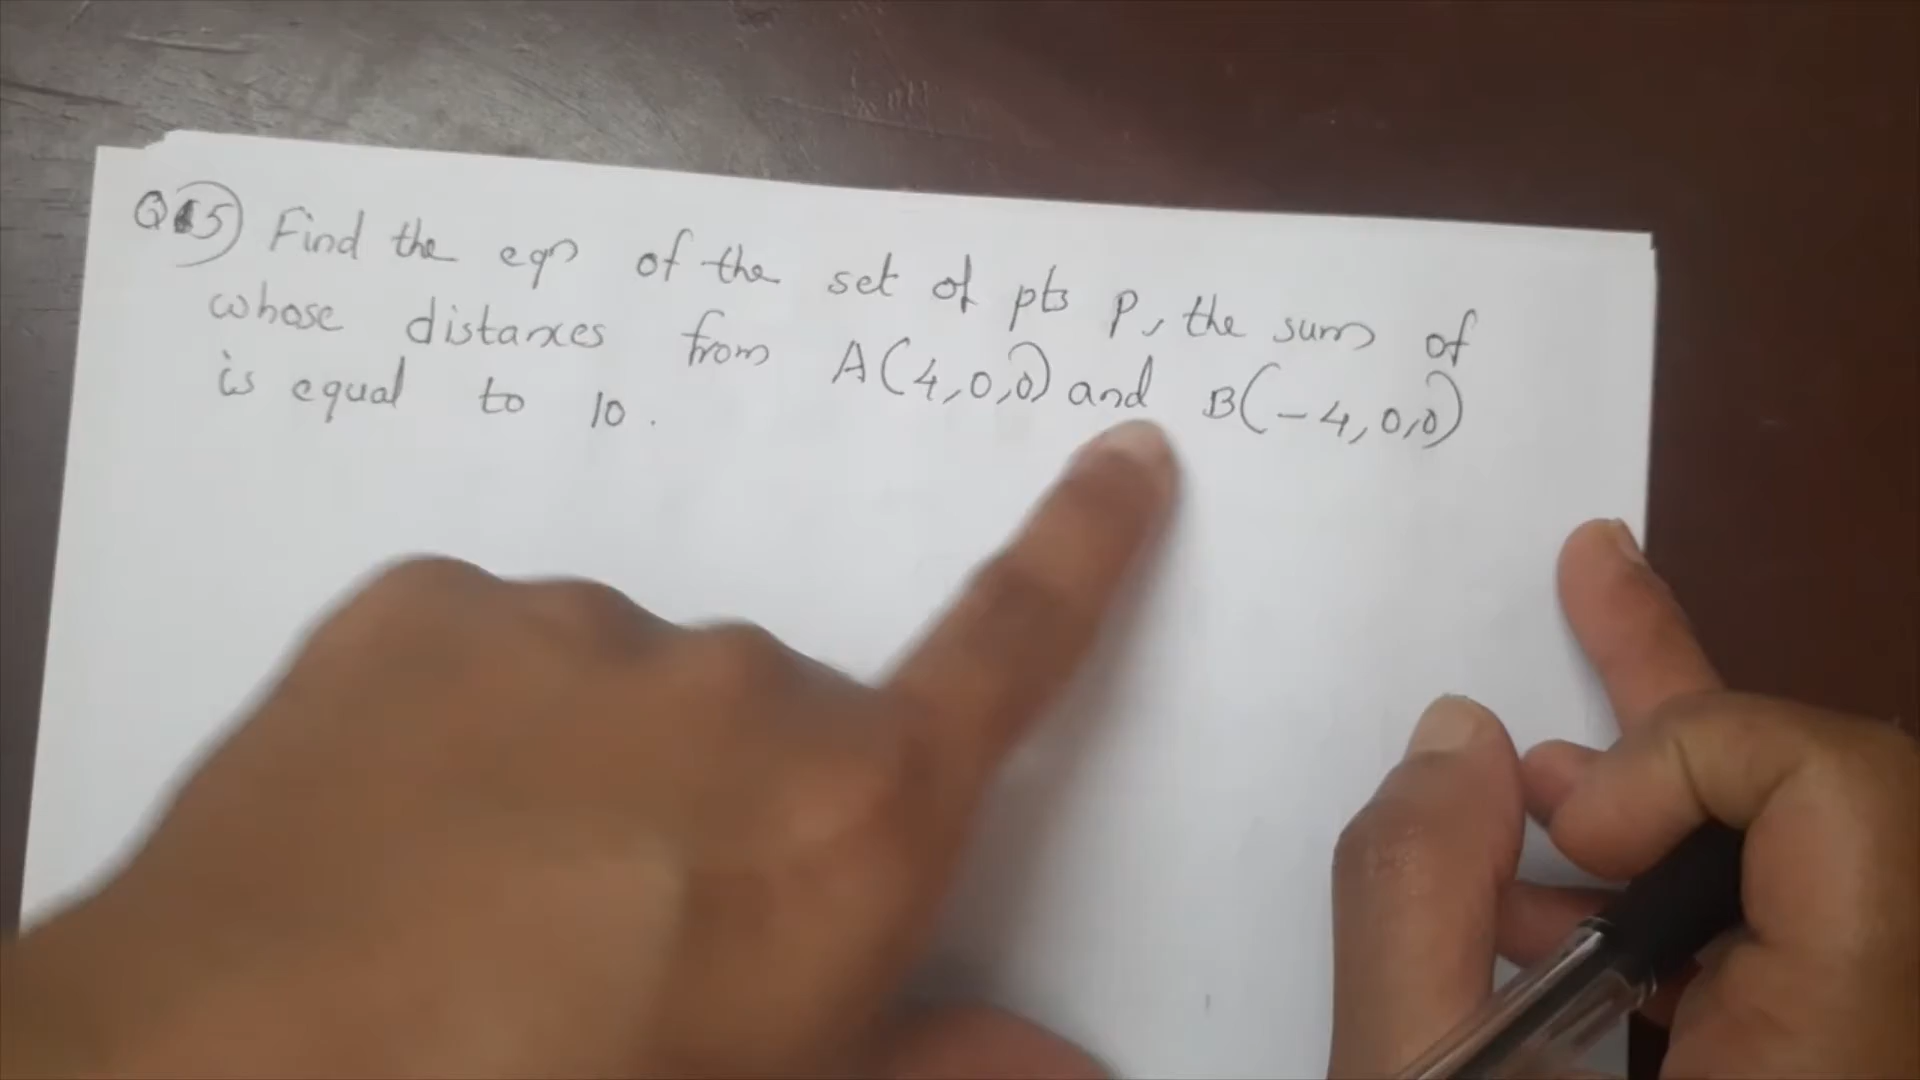 Q5) Find the eqn of the set of pts P, the sum of
whose distances from A(4,0,0) and B(-4,0,0)
is equal to 10.